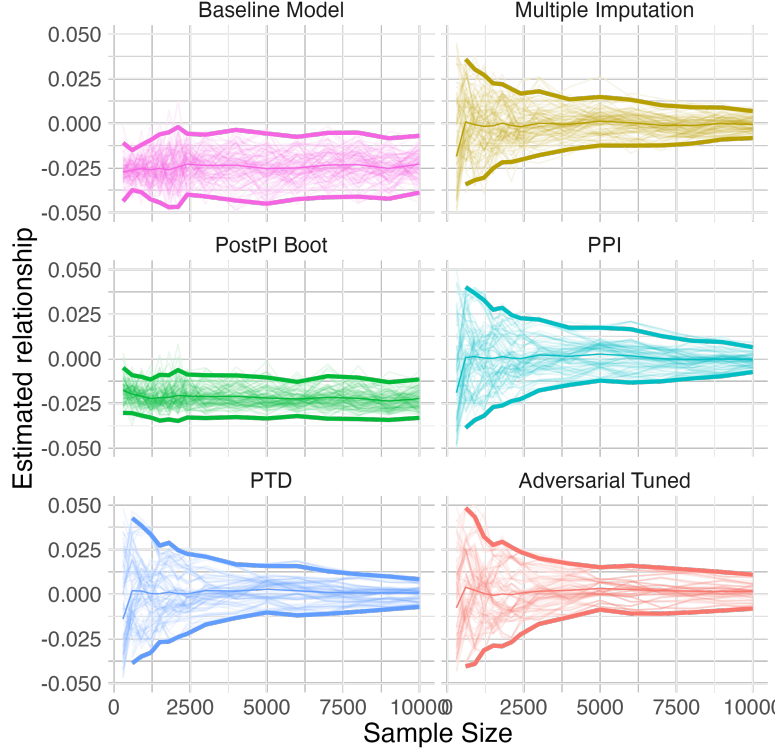 Baseline Model
Multiple Imputation
0.050
0.025
0.000
-0.025
-0.050
PostPI Boot
PPI
0.050
0.025
0.000
-0.025
-0.050
PTD
Adversarial Tuned
0.050
0.025
0.000
-0.025
-0.050
Estimated relationship
0 2500 5000 7500 10000 0 2500 5000 7500 10000
Sample Size